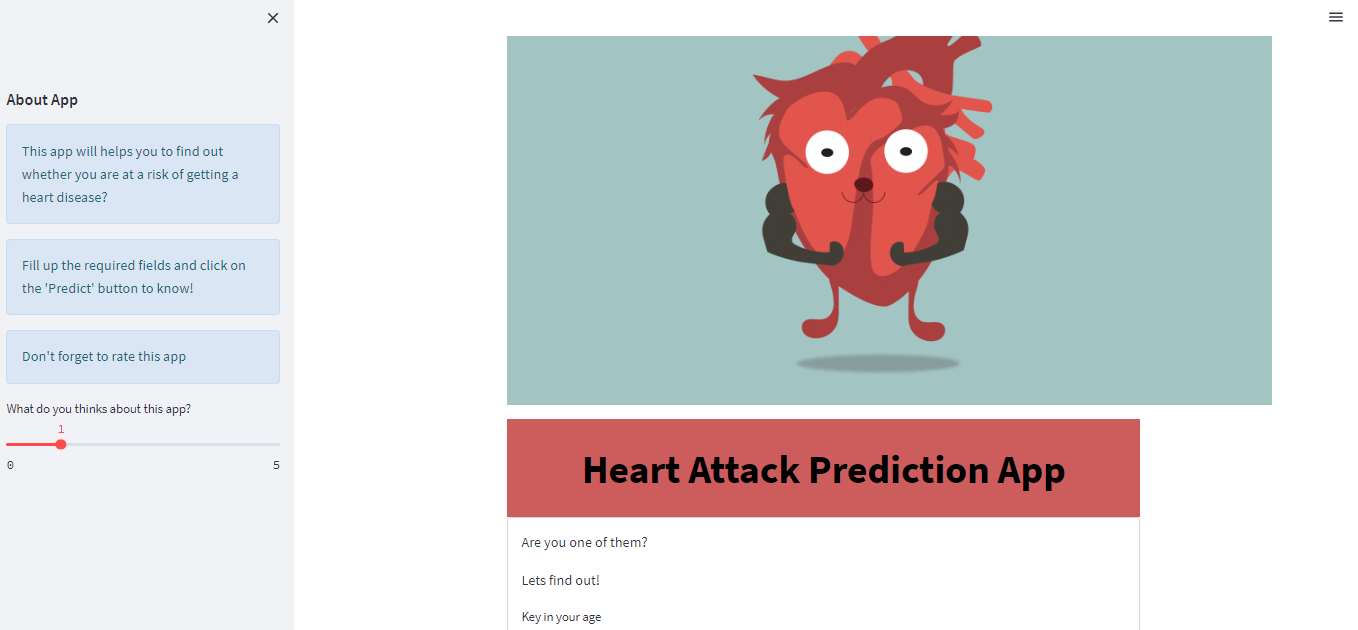 About App
This app will helps you to find out
whether you are at a risk of getting a
heart disease?
Fill up the required fields and click on
the 'Predict' button to know!
Don't forget to rate this app
What do you thinks about this app?
1
0
5
Heart Attack Prediction App
Are you one of them?
Lets find out!
Key in your age